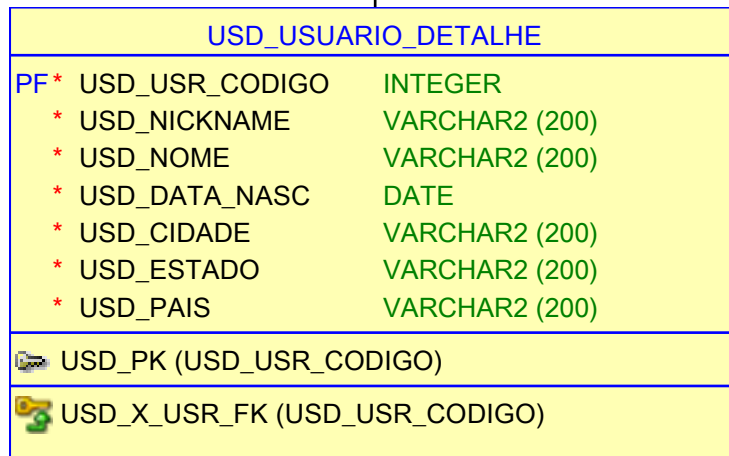 USD_USUARIO_DETALHE
PF* USD_USR_CODIGO INTEGER
* USD_NICKNAME VARCHAR2 (200)
* USD_NOME VARCHAR2 (200)
* USD_DATA_NASC DATE
* USD_CIDADE VARCHAR2 (200)
* USD_ESTADO VARCHAR2 (200)
* USD_PAIS VARCHAR2 (200)
USD_PK (USD_USR_CODIGO)
USD_X_USR_FK (USD_USR_CODIGO)